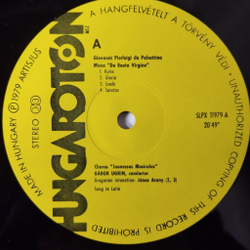 A HANGFELVÉTELT A TÖRVÉNY VÉDI •
UNAUTHORIZED COPYING OF THIS RECORD IS PROHIBITED
MADE IN HUNGARY Ⓟ 1979 ARTISJUS
STEREO 33
HUNGAROTON
A
Giovanni Pierluigi da Palestrina
Missa "De Beata Virgine"
1. Kyrie
2. Gloria
3. Credo
4. Sanctus
SLPX 11979-A
20'49"
Chorus "Jeunesses Musicales"
GÁBOR UGRIN, conductor
Gregorian intonation: János Arany (2, 3)
Sung in Latin